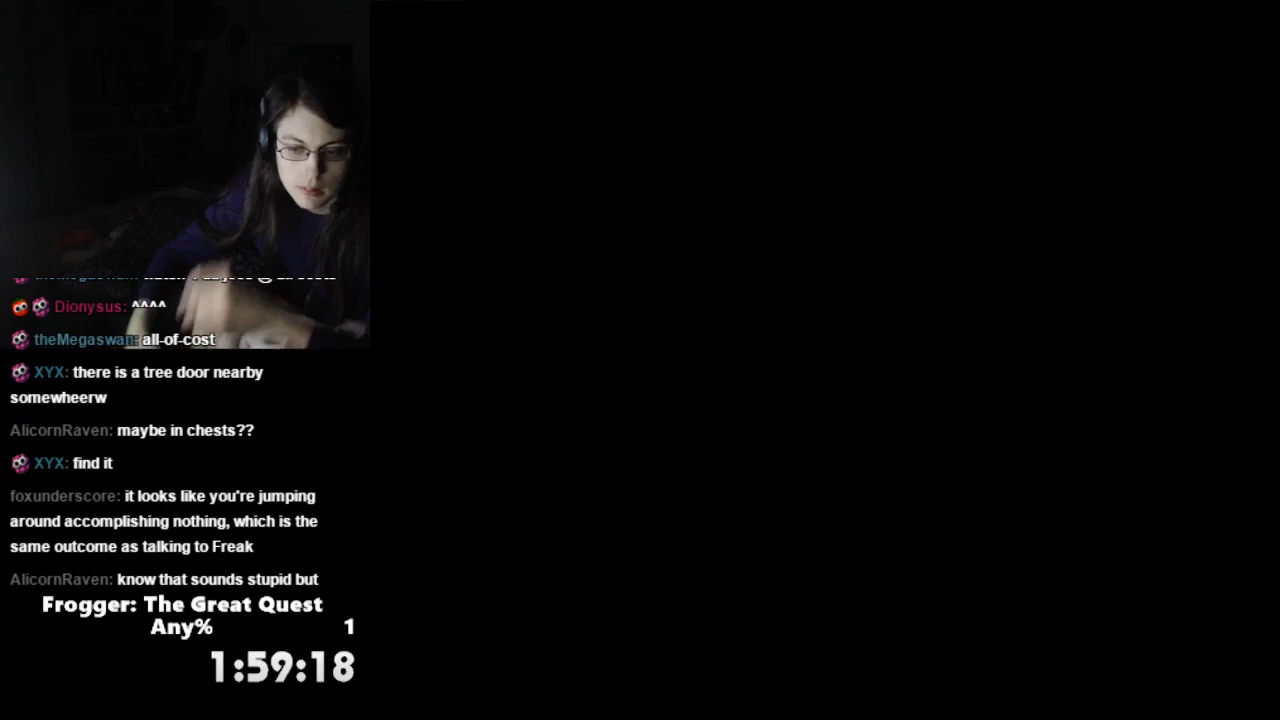 Dionysus: ^^^^
theMegaswan: all-of-cost
XYX: there is a tree door nearby
somewheerw
AlicornRaven: maybe in chests??
XYX: find it
foxunderscore: it looks like you're jumping
around accomplishing nothing, which is the
same outcome as talking to Freak
AlicornRaven: know that sounds stupid but
Frogger: The Great Quest
Any% 1
1:59:18